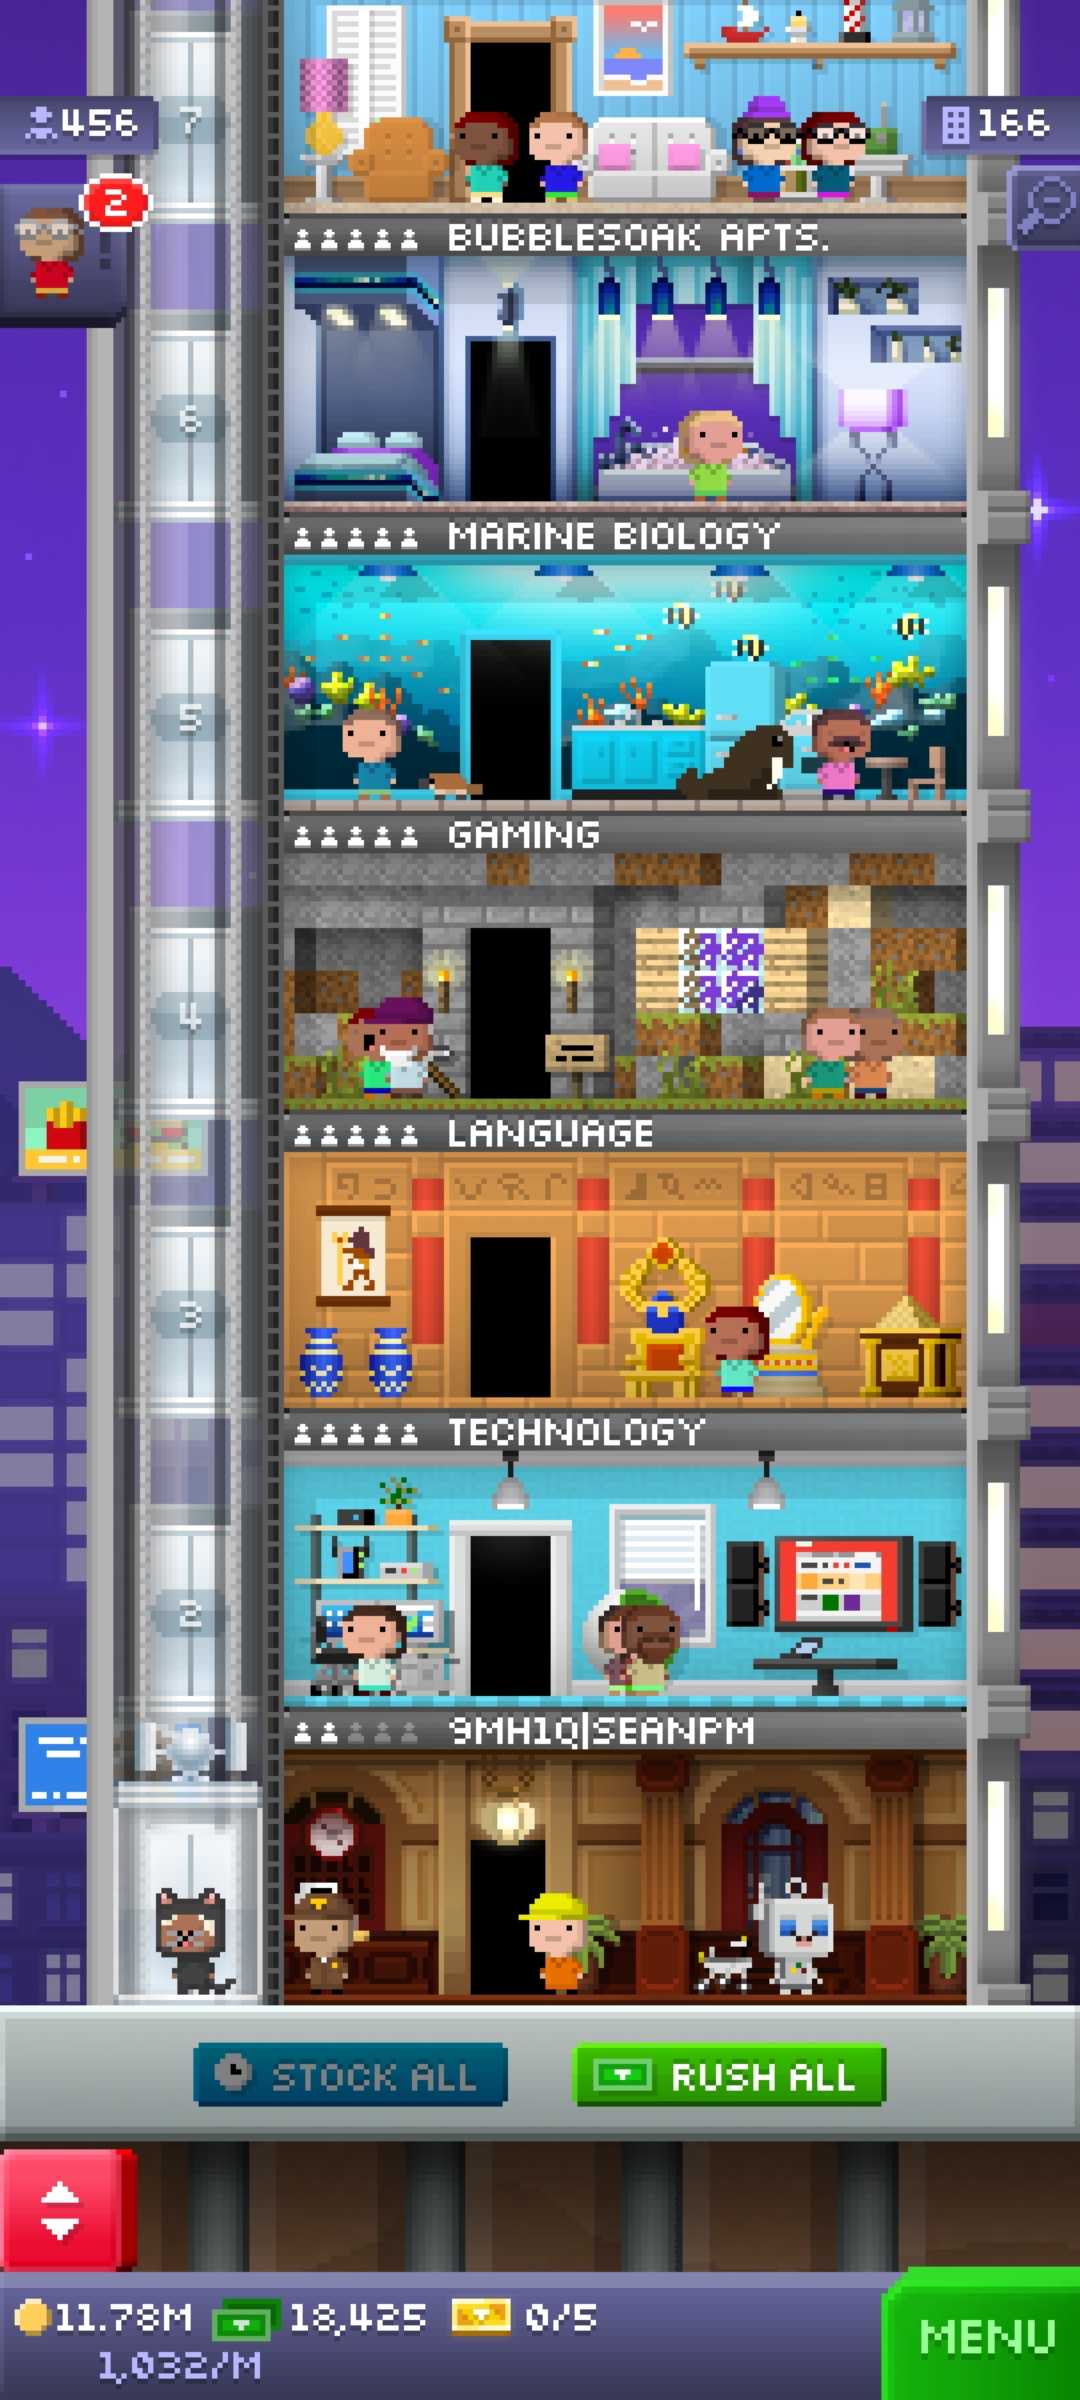 7
456
166
2
BUBBLESOAK APTS.
6
MARINE BIOLOGY
5
GAMING
4
LANGUAGE
3
TECHNOLOGY
2
9MH1Q|SEANPM
STOCK ALL
RUSH ALL
11.78M
18,425
0/5
1,032/M
MENU